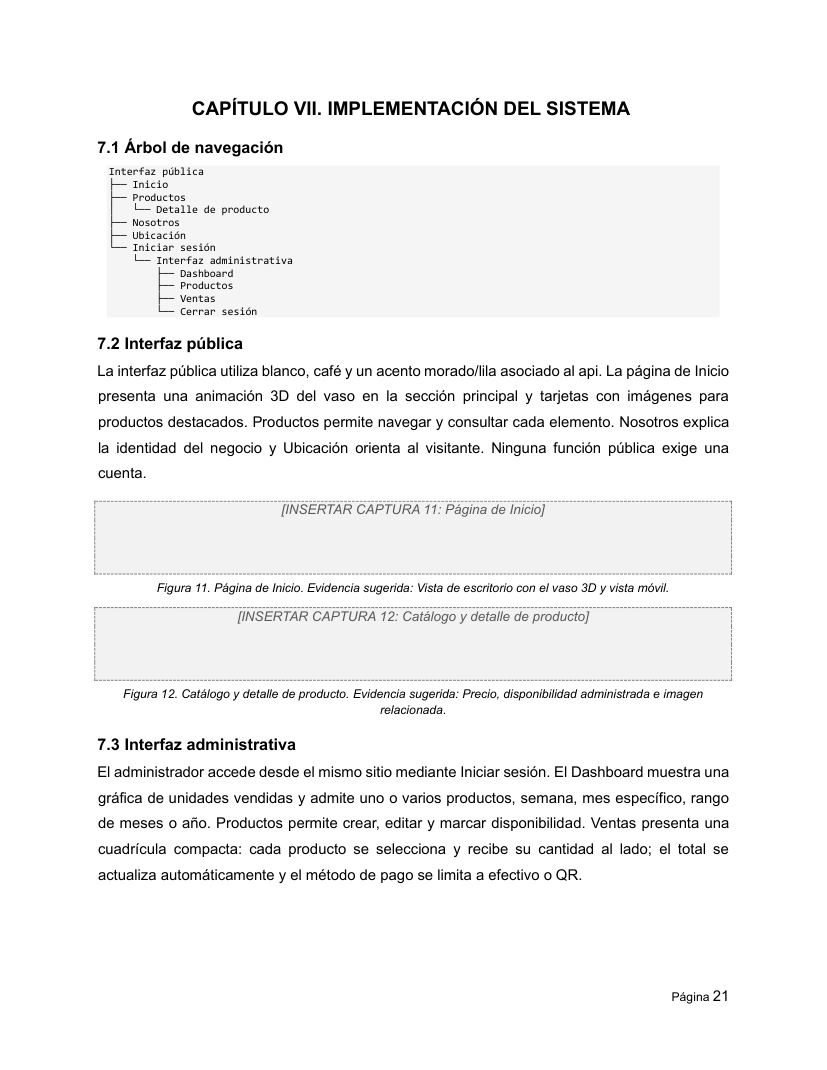 CAPÍTULO VII. IMPLEMENTACIÓN DEL SISTEMA
7.1 Árbol de navegación
Interfaz pública
├── Inicio
├── Productos
│   └── Detalle de producto
├── Nosotros
├── Ubicación
└── Iniciar sesión
    └── Interfaz administrativa
        ├── Dashboard
        ├── Productos
        ├── Ventas
        └── Cerrar sesión
7.2 Interfaz pública
La interfaz pública utiliza blanco, café y un acento morado/lila asociado al api. La página de Inicio
presenta una animación 3D del vaso en la sección principal y tarjetas con imágenes para
productos destacados. Productos permite navegar y consultar cada elemento. Nosotros explica
la identidad del negocio y Ubicación orienta al visitante. Ninguna función pública exige una
cuenta.
[INSERTAR CAPTURA 11: Página de Inicio]
Figura 11. Página de Inicio. Evidencia sugerida: Vista de escritorio con el vaso 3D y vista móvil.
[INSERTAR CAPTURA 12: Catálogo y detalle de producto]
Figura 12. Catálogo y detalle de producto. Evidencia sugerida: Precio, disponibilidad administrada e imagen
relacionada.
7.3 Interfaz administrativa
El administrador accede desde el mismo sitio mediante Iniciar sesión. El Dashboard muestra una
gráfica de unidades vendidas y admite uno o varios productos, semana, mes específico, rango
de meses o año. Productos permite crear, editar y marcar disponibilidad. Ventas presenta una
cuadrícula compacta: cada producto se selecciona y recibe su cantidad al lado; el total se
actualiza automáticamente y el método de pago se limita a efectivo o QR.
Página 21